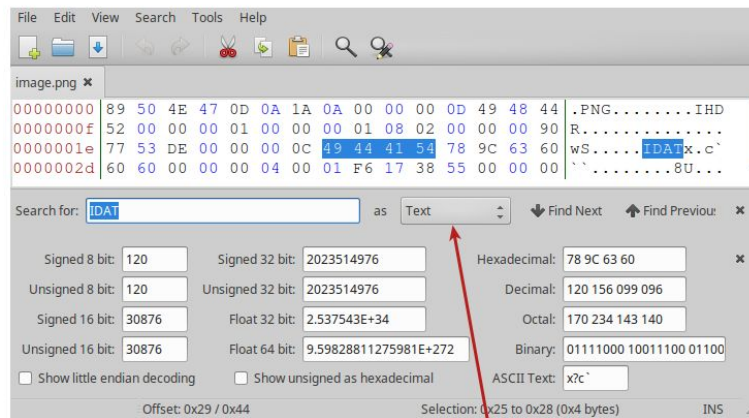 File Edit View Search Tools Help
image.png ×
00000000 89 50 4E 47 0D 0A 1A 0A 00 00 00 0D 49 48 44 .PNG........IHD
0000000f 52 00 00 00 01 00 00 00 01 08 02 00 00 00 90 R..............
0000001e 77 53 DE 00 00 00 0C 49 44 41 54 78 9C 63 60 wS.....IDATx.c`
0000002d 60 60 00 00 00 04 00 01 F6 17 38 55 00 00 00 ``........8U...
Search for: IDAT as Text Find Next Find Previous ×
Signed 8 bit: 120 Signed 32 bit: 2023514976 Hexadecimal: 78 9C 63 60 ×
Unsigned 8 bit: 120 Unsigned 32 bit: 2023514976 Decimal: 120 156 099 096
Signed 16 bit: 30876 Float 32 bit: 2.537543E+34 Octal: 170 234 143 140
Unsigned 16 bit: 30876 Float 64 bit: 9.59828811275981E+272 Binary: 01111000 10011100 01100
Show little endian decoding Show unsigned as hexadecimal ASCII Text: x?c`
Offset: 0x29 / 0x44 Selection: 0x25 to 0x28 (0x4 bytes) INS